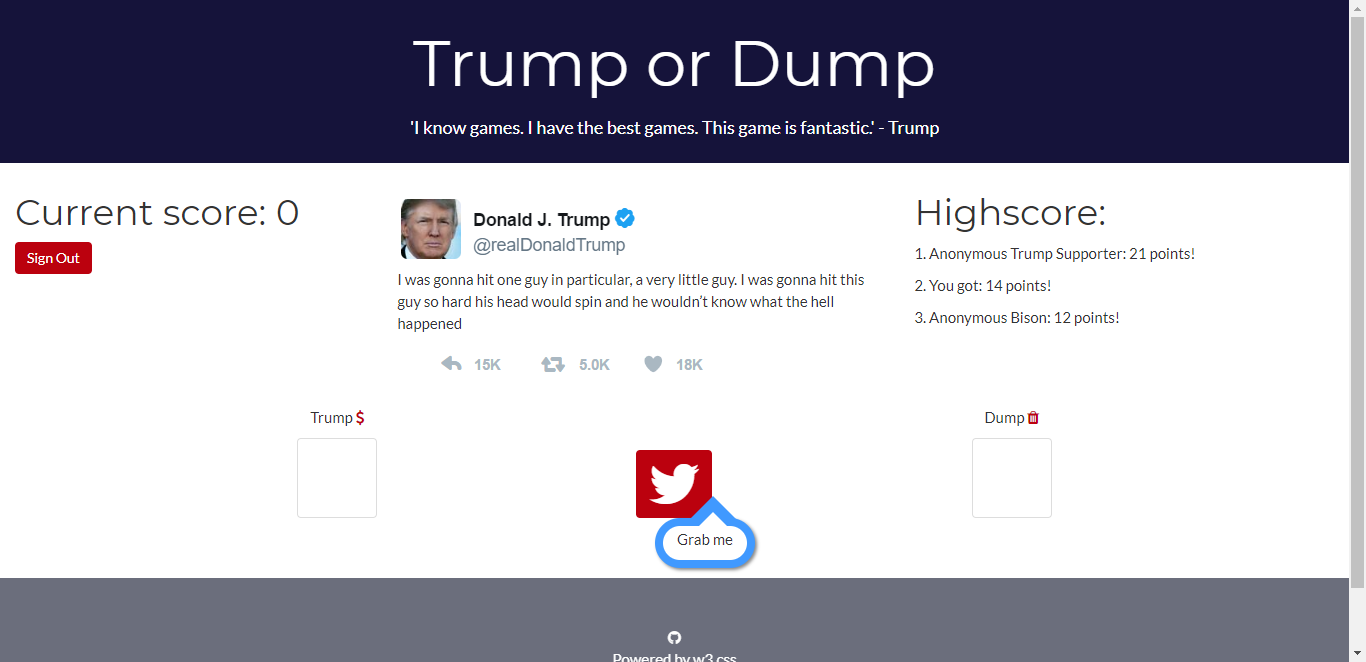 Trump or Dump
'I know games. I have the best games. This game is fantastic.' - Trump
Current score: 0
Sign Out
Donald J. Trump
@realDonaldTrump
I was gonna hit one guy in particular, a very little guy. I was gonna hit this
guy so hard his head would spin and he wouldn’t know what the hell
happened
15K 5.0K 18K
Highscore:
1. Anonymous Trump Supporter: 21 points!
2. You got: 14 points!
3. Anonymous Bison: 12 points!
Trump $
Dump
Grab me
Powered by w3.css